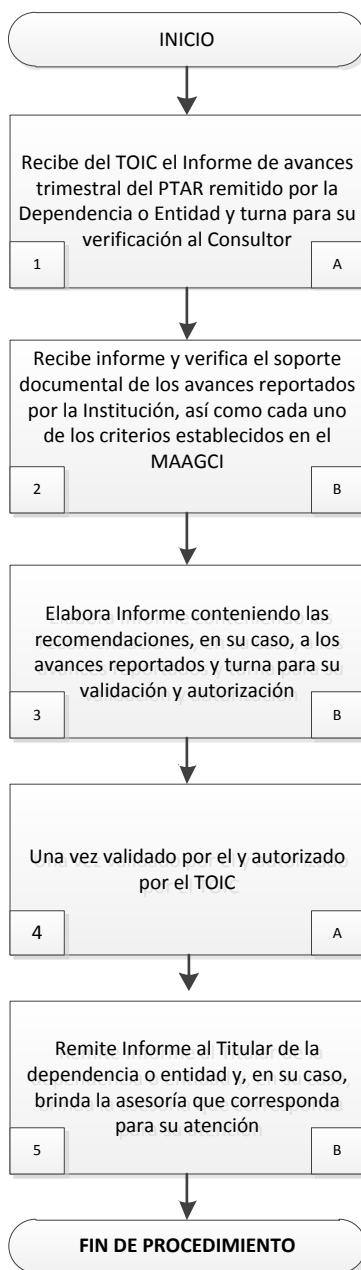 INICIO
Recibe del TOIC el Informe de avances
trimestral del PTAR remitido por la
Dependencia o Entidad y turna para su
verificación al Consultor
1 A
Recibe informe y verifica el soporte
documental de los avances reportados
por la Institución, así como cada uno
de los criterios establecidos en el
MAAGCI
2 B
Elabora Informe conteniendo las
recomendaciones, en su caso, a los
avances reportados y turna para su
validación y autorización
3 B
Una vez validado por el y autorizado
por el TOIC
4 A
Remite Informe al Titular de la
dependencia o entidad y, en su caso,
brinda la asesoría que corresponda
para su atención
5 B
FIN DE PROCEDIMIENTO